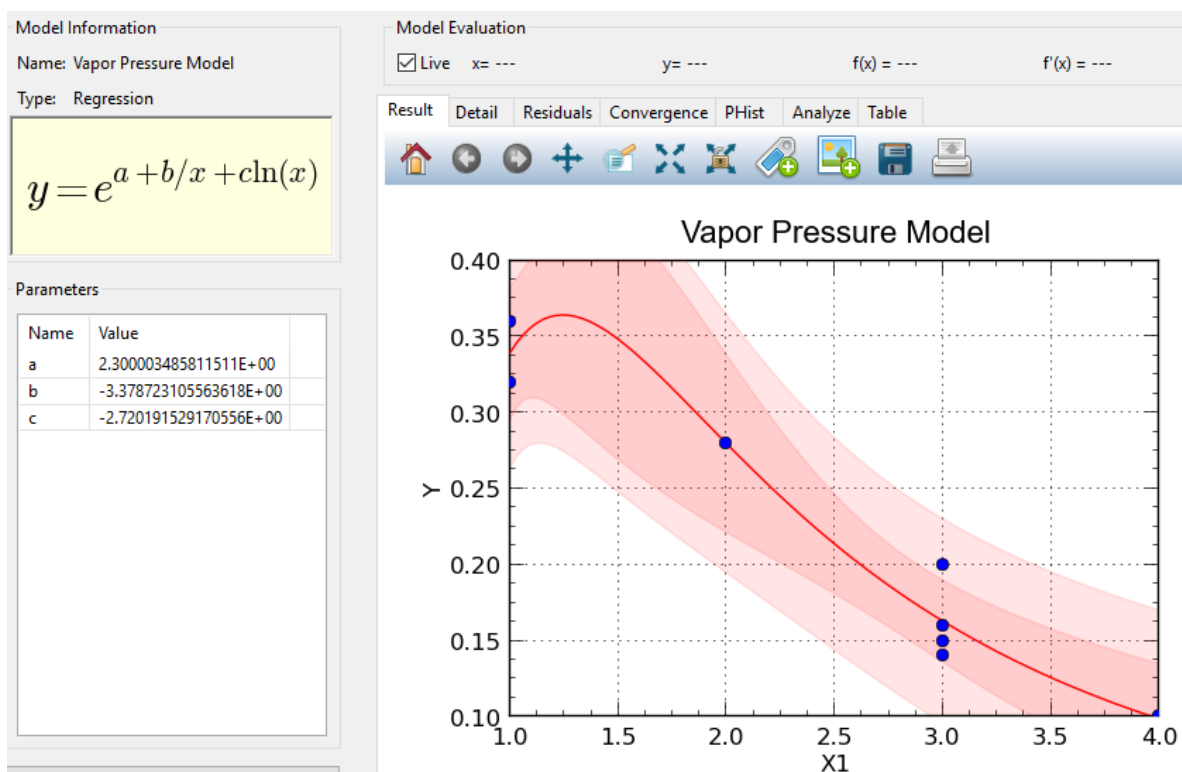 Model Information
Name: Vapor Pressure Model
Type: Regression
y=e^{a+b/x+cln(x)}
Parameters
Name Value
a 2.300003485811511E+00
b -3.378723105563618E+00
c -2.720191529170556E+00
Model Evaluation
Live x= --- y= --- f(x) = --- f'(x) = ---
Result Detail Residuals Convergence PHist Analyze Table
Vapor Pressure Model
0.40
0.35
0.30
0.25
0.20
0.15
0.10
Y
1.0 1.5 2.0 2.5 3.0 3.5 4.0
X1